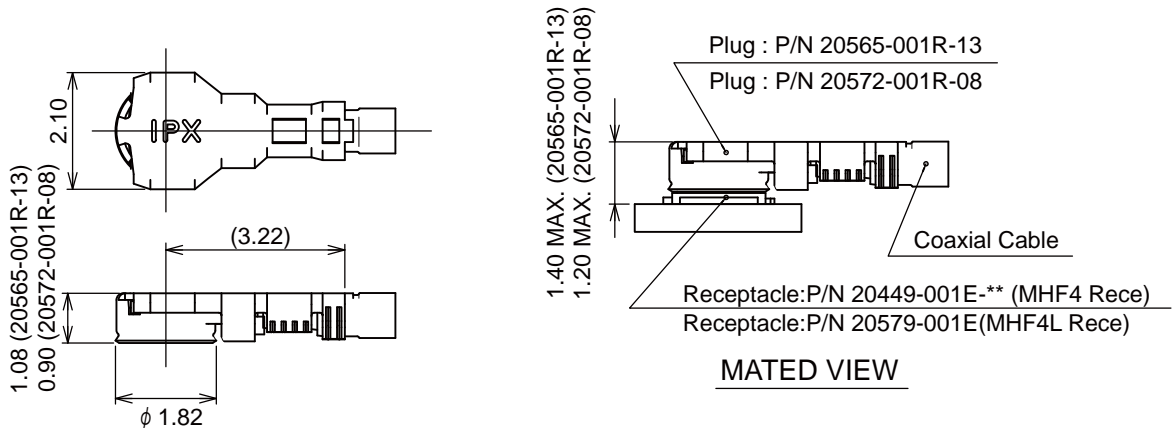 IPX
2.10
1.08 (20565-001R-13)
0.90 (20572-001R-08)
(3.22)
ϕ 1.82
1.40 MAX. (20565-001R-13)
1.20 MAX. (20572-001R-08)
Plug : P/N 20565-001R-13
Plug : P/N 20572-001R-08
Coaxial Cable
Receptacle:P/N 20449-001E-** (MHF4 Rece)
Receptacle:P/N 20579-001E(MHF4L Rece)
MATED VIEW